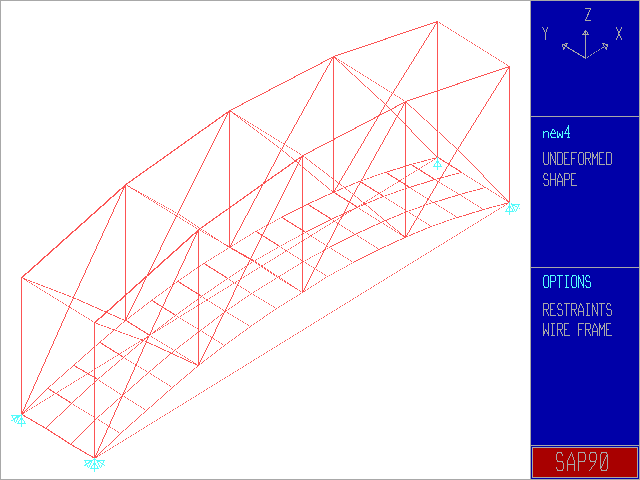 Z
Y X
new4
UNDEFORMED
SHAPE
OPTIONS
RESTRAINTS
WIRE FRAME
SAP90